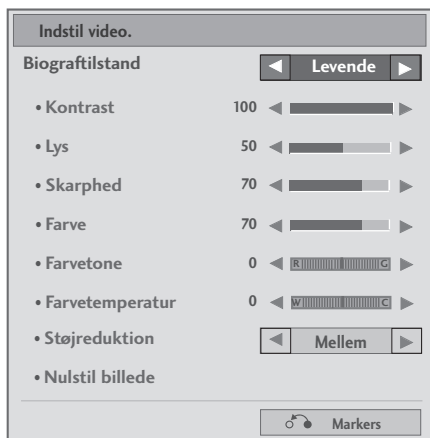 Indstil video.
Biograftilstand ◀ Levende ▶
• Kontrast 100 ◀ ▶
• Lys 50 ◀ ▶
• Skarphed 70 ◀ ▶
• Farve 70 ◀ ▶
• Farvetone 0 ◀ R G ▶
• Farvetemperatur 0 ◀ W C ▶
• Støjreduktion ◀ Mellem ▶
• Nulstil billede
Markers